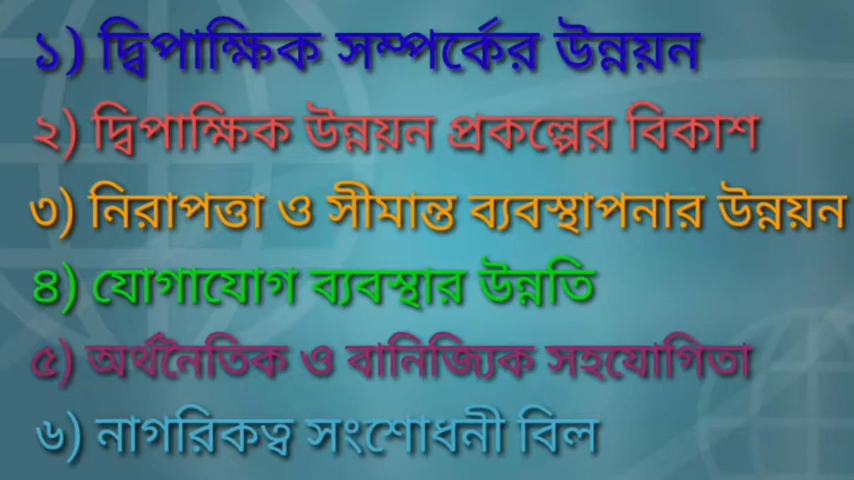 ১) দ্বিপাক্ষিক সম্পর্কের উন্নয়ন
২) দ্বিপাক্ষিক উন্নয়ন প্রকল্পের বিকাশ
৩) নিরাপত্তা ও সীমান্ত ব্যবস্থাপনার উন্নয়ন
৪) যোগাযোগ ব্যবস্থার উন্নতি
৫) অর্থনৈতিক ও বানিজ্যিক সহযোগিতা
৬) নাগরিকত্ব সংশোধনী বিল